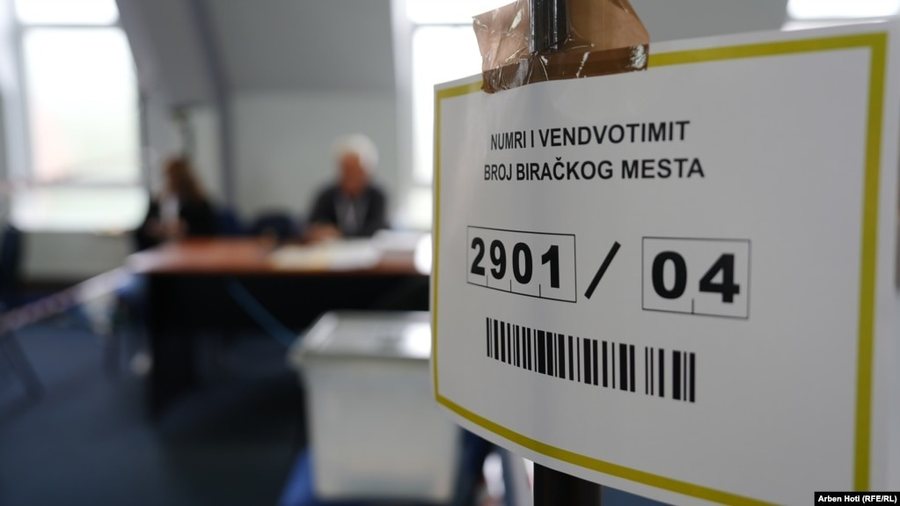 NUMRI I VENDVOTIMIT
BROJ BIRAČKOG MESTA
2901 / 04
Arben Hoti (RFE/RL)